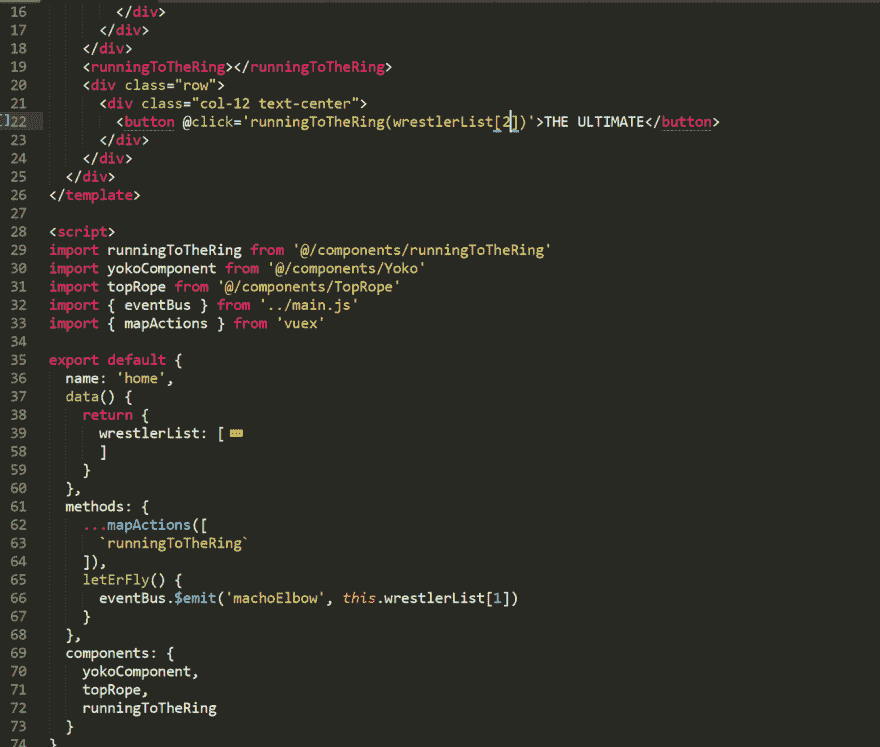 16         </div>
17       </div>
18     </div>
19     <runningToTheRing></runningToTheRing>
20     <div class="row">
21       <div class="col-12 text-center">
22         <button @click='runningToTheRing(wrestlerList[2])'>THE ULTIMATE</button>
23       </div>
24     </div>
25   </div>
26 </template>
27
28 <script>
29 import runningToTheRing from '@/components/runningToTheRing'
30 import yokoComponent from '@/components/Yoko'
31 import topRope from '@/components/TopRope'
32 import { eventBus } from '../main.js'
33 import { mapActions } from 'vuex'
34
35 export default {
36   name: 'home',
37   data() {
38     return {
39       wrestlerList: [
58       ]
59     }
60   },
61   methods: {
62     ...mapActions([
63       `runningToTheRing`
64     ]),
65     letErFly() {
66       eventBus.$emit('machoElbow', this.wrestlerList[1])
67     }
68   },
69   components: {
70     yokoComponent,
71     topRope,
72     runningToTheRing
73   }
74 }